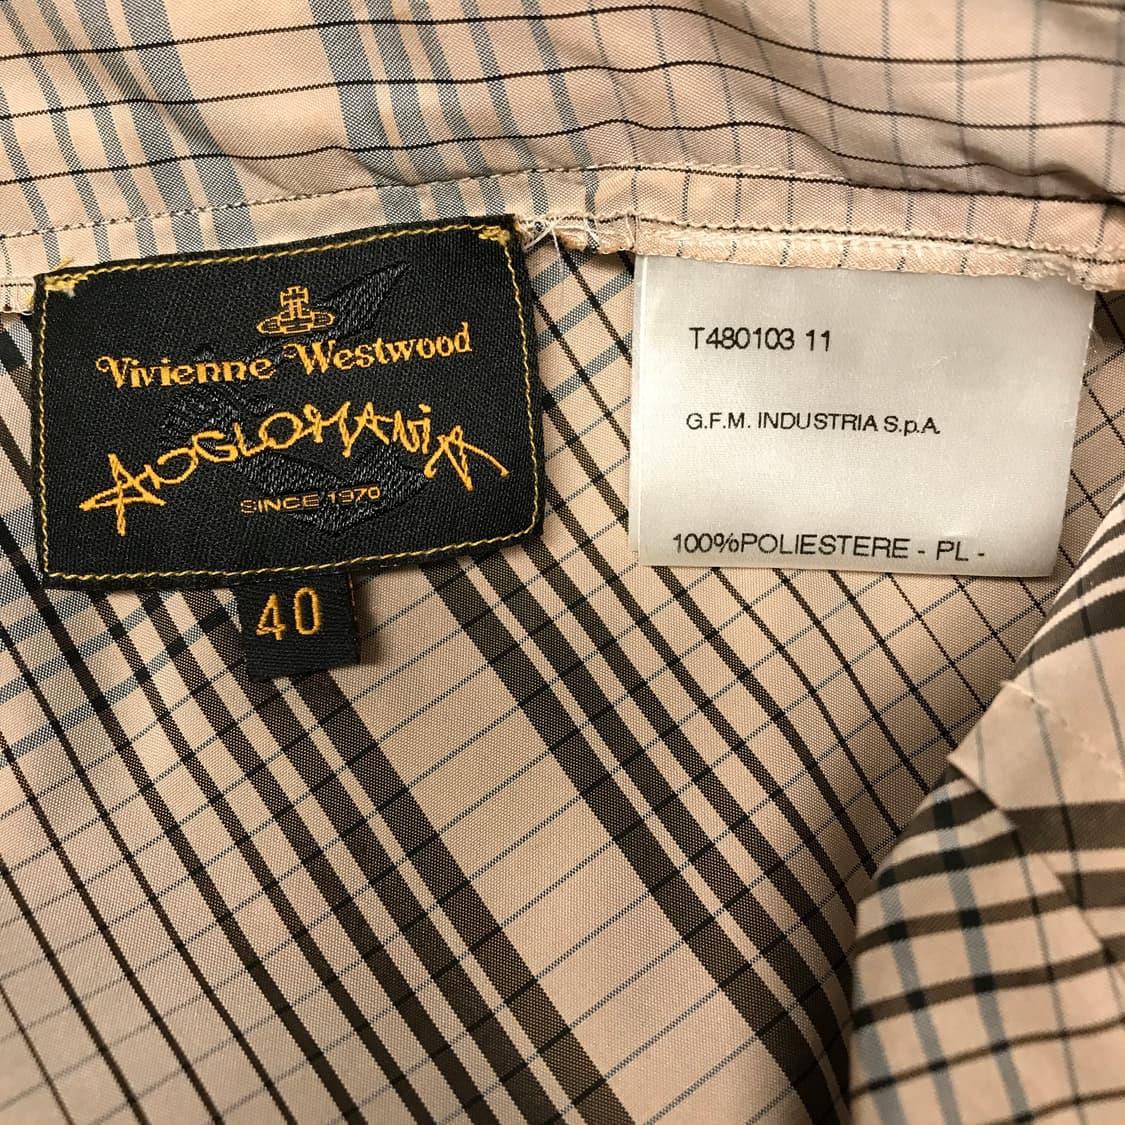 Vivienne Westwood
ANGLOMANIA
SINCE 1970
40
T480103 11
G.F.M. INDUSTRIA S.p.A.
100%POLIESTERE - PL -